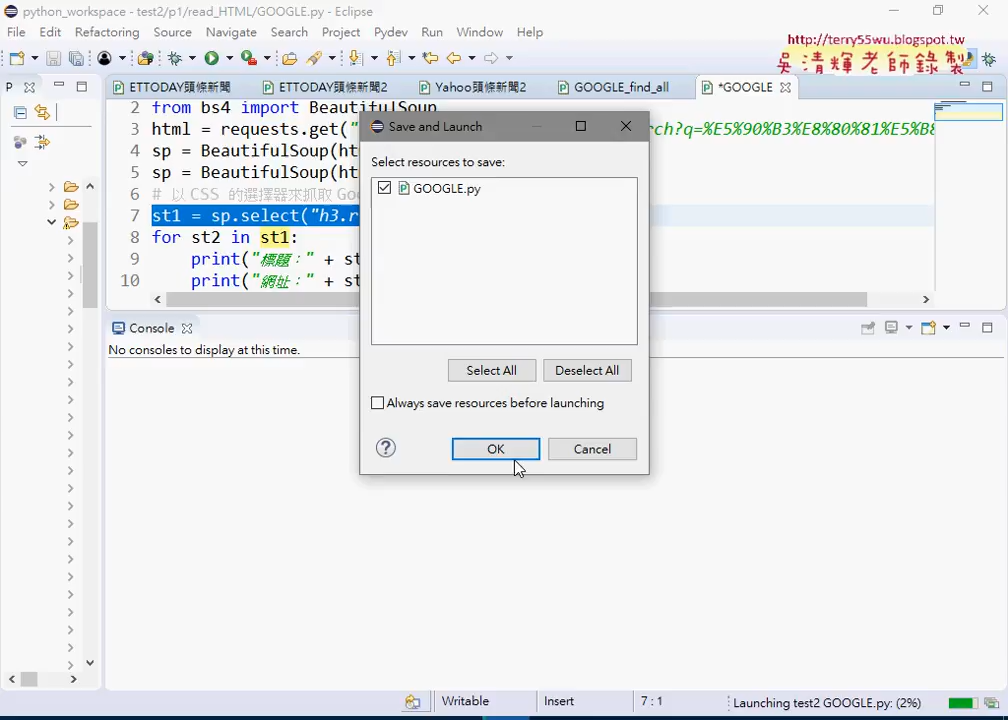 python_workspace - test2/p1/read_HTML/GOOGLE.py - Eclipse
File Edit Refactoring Source Navigate Search Project Pydev Run Window Help
http://terry55wu.blogspot.tw
吳清輝老師錄製
P ETTODAY頭條新聞 ETTODAY頭條新聞2 Yahoo頭條新聞2 GOOGLE_find_all *GOOGLE
2 from bs4 import BeautifulSoup
3 html = requests.get(" rch?q=%E5%90%B3%E8%80%81%E5%B8
4 sp = BeautifulSoup(ht
5 sp = BeautifulSoup(ht
6 # 以 CSS 的選擇器來抓取 Goo
7 st1 = sp.select("h3.r
8 for st2 in st1:
9 print("標題：" + st
10 print("網址：" + st
Save and Launch
Select resources to save:
GOOGLE.py
Select All Deselect All
Always save resources before launching
? OK Cancel
Console
No consoles to display at this time.
Writable Insert 7 : 1 Launching test2 GOOGLE.py: (2%)